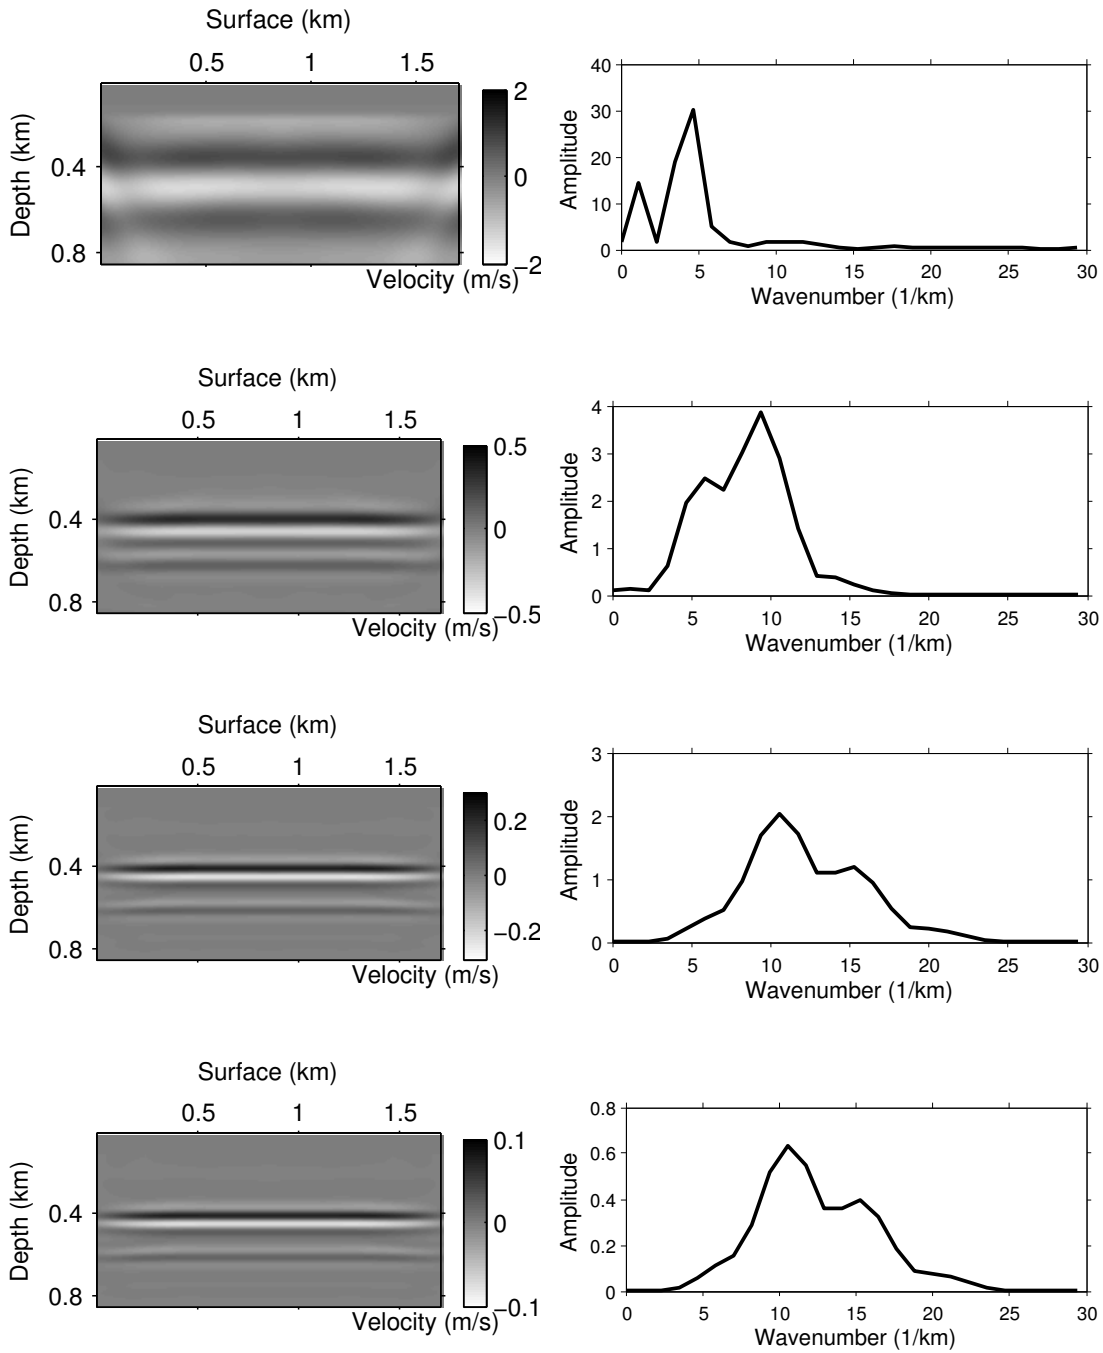 Surface (km)
0.5 1 1.5
Depth (km)
0.4
0.8
2
0
−2
Velocity (m/s)
Amplitude
40
30
20
10
0
0 5 10 15 20 25 30
Wavenumber (1/km)
Surface (km)
0.5 1 1.5
Depth (km)
0.4
0.8
0.5
0
−0.5
Velocity (m/s)
Amplitude
4
3
2
1
0
0 5 10 15 20 25 30
Wavenumber (1/km)
Surface (km)
0.5 1 1.5
Depth (km)
0.4
0.8
0.2
0
−0.2
Velocity (m/s)
Amplitude
3
2
1
0
0 5 10 15 20 25 30
Wavenumber (1/km)
Surface (km)
0.5 1 1.5
Depth (km)
0.4
0.8
0.1
0
−0.1
Velocity (m/s)
Amplitude
0.8
0.6
0.4
0.2
0
0 5 10 15 20 25 30
Wavenumber (1/km)